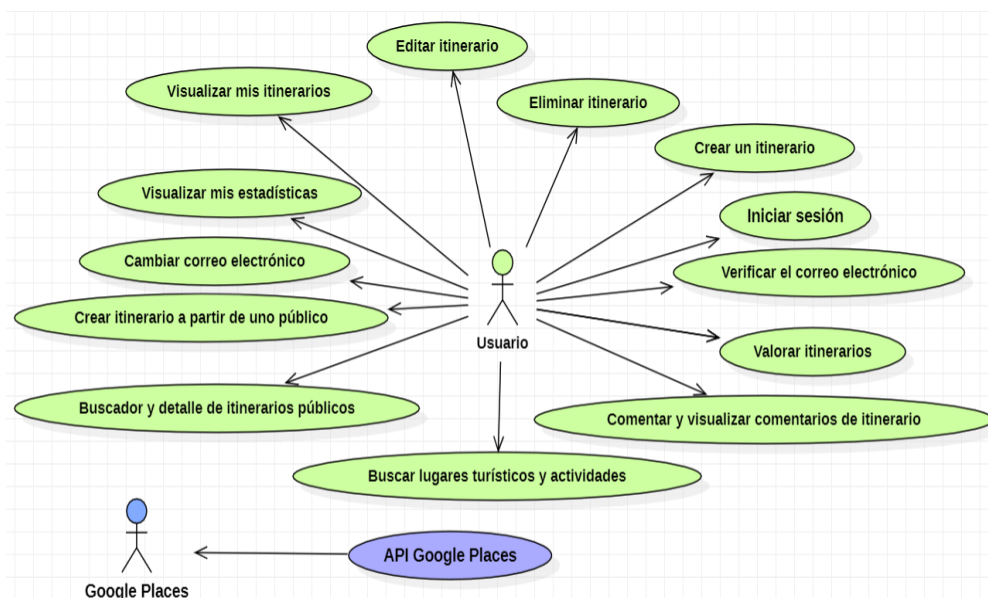 Editar itinerario
Visualizar mis itinerarios
Eliminar itinerario
Crear un itinerario
Visualizar mis estadísticas
Iniciar sesión
Cambiar correo electrónico
Verificar el correo electrónico
Crear itinerario a partir de uno público
Usuario
Valorar itinerarios
Buscador y detalle de itinerarios públicos
Comentar y visualizar comentarios de itinerario
Buscar lugares turísticos y actividades
API Google Places
Google Places